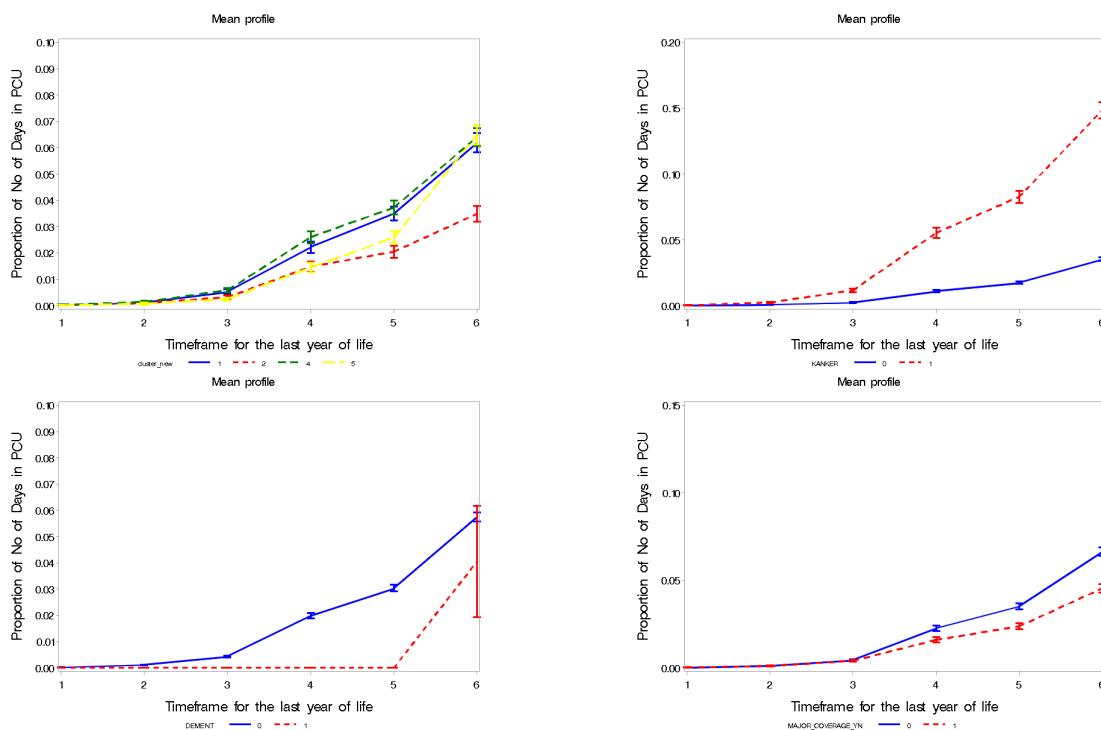 Mean profile
Proportion of No of Days in PCU
0.10
0.09
0.08
0.07
0.06
0.05
0.04
0.03
0.02
0.01
0.00
1 2 3 4 5 6
Timeframe for the last year of life
cluster_new 1 2 4 5
Mean profile
Proportion of No of Days in PCU
0.20
0.15
0.10
0.05
0.00
1 2 3 4 5 6
Timeframe for the last year of life
KANKER 0 1
Mean profile
Proportion of No of Days in PCU
0.10
0.09
0.08
0.07
0.06
0.05
0.04
0.03
0.02
0.01
0.00
1 2 3 4 5 6
Timeframe for the last year of life
DEMENT 0 1
Mean profile
Proportion of No of Days in PCU
0.15
0.10
0.05
0.00
1 2 3 4 5 6
Timeframe for the last year of life
MAJOR_COVERAGE_YN 0 1